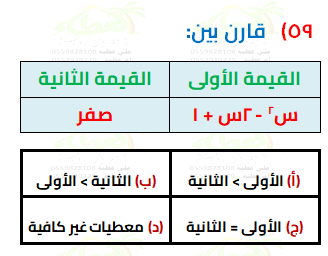 ٥٩) قارن بين:
القيمة الأولى القيمة الثانية
س٢ - ٢س + ١ صفر
(أ) الأولى > الثانية (ب) الثانية > الأولى
(ج) الأولى = الثانية (د) معطيات غير كافية